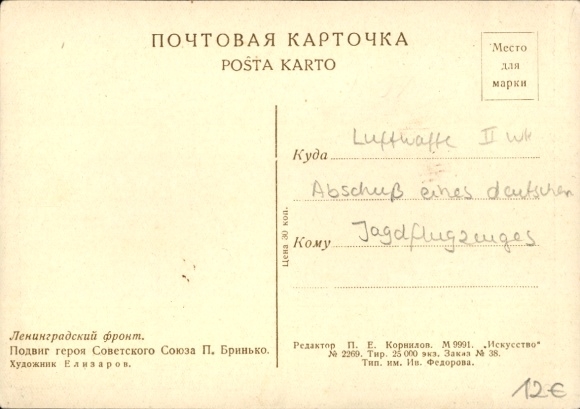 ПОЧТОВАЯ КАРТОЧКА
POŜTA KARTO
Место
для
марки
Luftwaffe II wk
Куда
Abschuß eines deutschen
Кому
Jagdflugzeuges
Цена 30 коп.
Ленинградский фронт.
Подвиг героя Советского Союза П. Бринько.
Художник Елизаров.
Редактор П. Е. Корнилов. М 9991. „Искусство"
№ 2269. Тир. 25 000 экз. Заказ № 38.
Тип. им. Ив. Федорова.
12€